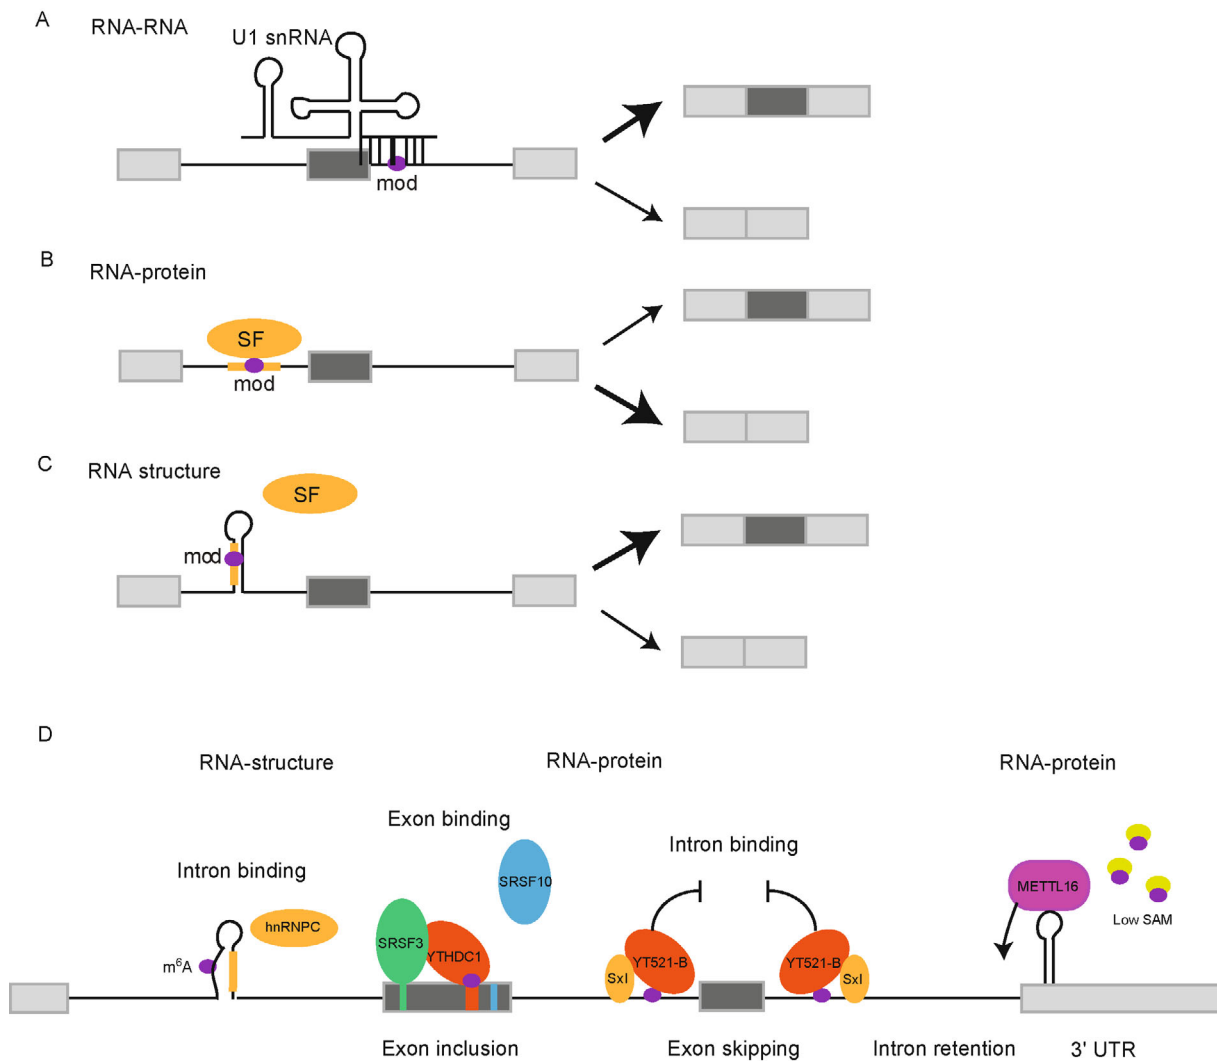 A
RNA-RNA
U1 snRNA
mod
B
RNA-protein
SF
mod
C
RNA structure
SF
mod
D
RNA-structure
RNA-protein
RNA-protein
Exon binding
Intron binding
Intron binding
SRSF10
METTL16
Low SAM
hnRNPC
SRSF3
YTHDC1
m⁶A
YT521-B
YT521-B
SxI
SxI
Exon inclusion
Exon skipping
Intron retention
3' UTR